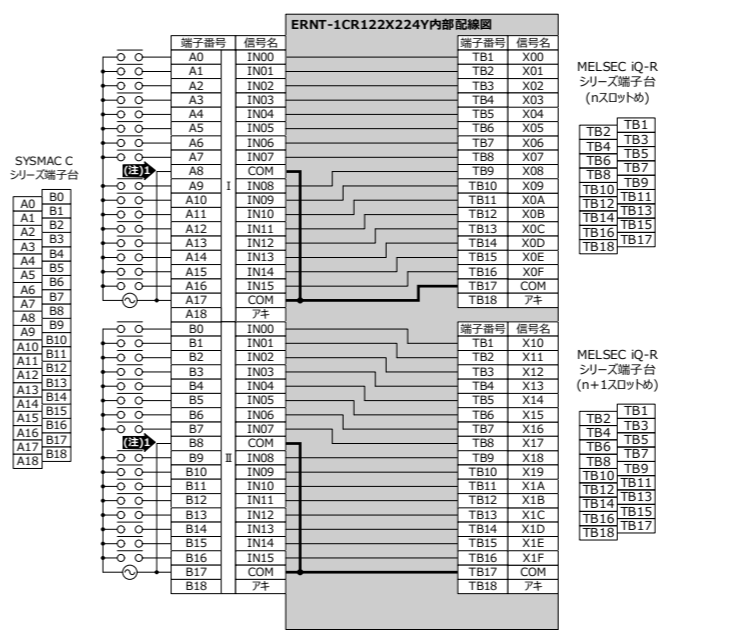 ERNT-1CR122X224Y内部配線図
端子番号 信号名 端子番号 信号名
A0 IN00 TB1 X00
A1 IN01 TB2 X01
A2 IN02 TB3 X02
A3 IN03 TB4 X03
A4 IN04 TB5 X04
A5 IN05 TB6 X05
A6 IN06 TB7 X06
A7 IN07 TB8 X07
(注)1 A8 COM TB9 X08
A9 I IN08 TB10 X09
A10 IN09 TB11 X0A
A11 IN10 TB12 X0B
A12 IN11 TB13 X0C
A13 IN12 TB14 X0D
A14 IN13 TB15 X0E
A15 IN14 TB16 X0F
A16 IN15 TB17 COM
A17 COM TB18 アキ
A18 アキ
B0 IN00 端子番号 信号名
B1 IN01 TB1 X10
B2 IN02 TB2 X11
B3 IN03 TB3 X12
B4 IN04 TB4 X13
B5 IN05 TB5 X14
B6 IN06 TB6 X15
B7 IN07 TB7 X16
(注)1 B8 COM TB8 X17
B9 II IN08 TB9 X18
B10 IN09 TB10 X19
B11 IN10 TB11 X1A
B12 IN11 TB12 X1B
B13 IN12 TB13 X1C
B14 IN13 TB14 X1D
B15 IN14 TB15 X1E
B16 IN15 TB16 X1F
B17 COM TB17 COM
B18 アキ TB18 アキ
SYSMAC C
シリーズ端子台
B0
A0
B1
A1
B2
A2
B3
A3
B4
A4
B5
A5
B6
A6
B7
A7
B8
A8
B9
A9
B10
A10
B11
A11
B12
A12
B13
A13
B14
A14
B15
A15
B16
A16
B17
A17
B18
A18
MELSEC iQ-R
シリーズ端子台
(nスロットめ)
TB1
TB2
TB3
TB4
TB5
TB6
TB7
TB8
TB9
TB10
TB11
TB12
TB13
TB14
TB15
TB16
TB17
TB18
MELSEC iQ-R
シリーズ端子台
(n+1スロットめ)
TB1
TB2
TB3
TB4
TB5
TB6
TB7
TB8
TB9
TB10
TB11
TB12
TB13
TB14
TB15
TB16
TB17
TB18